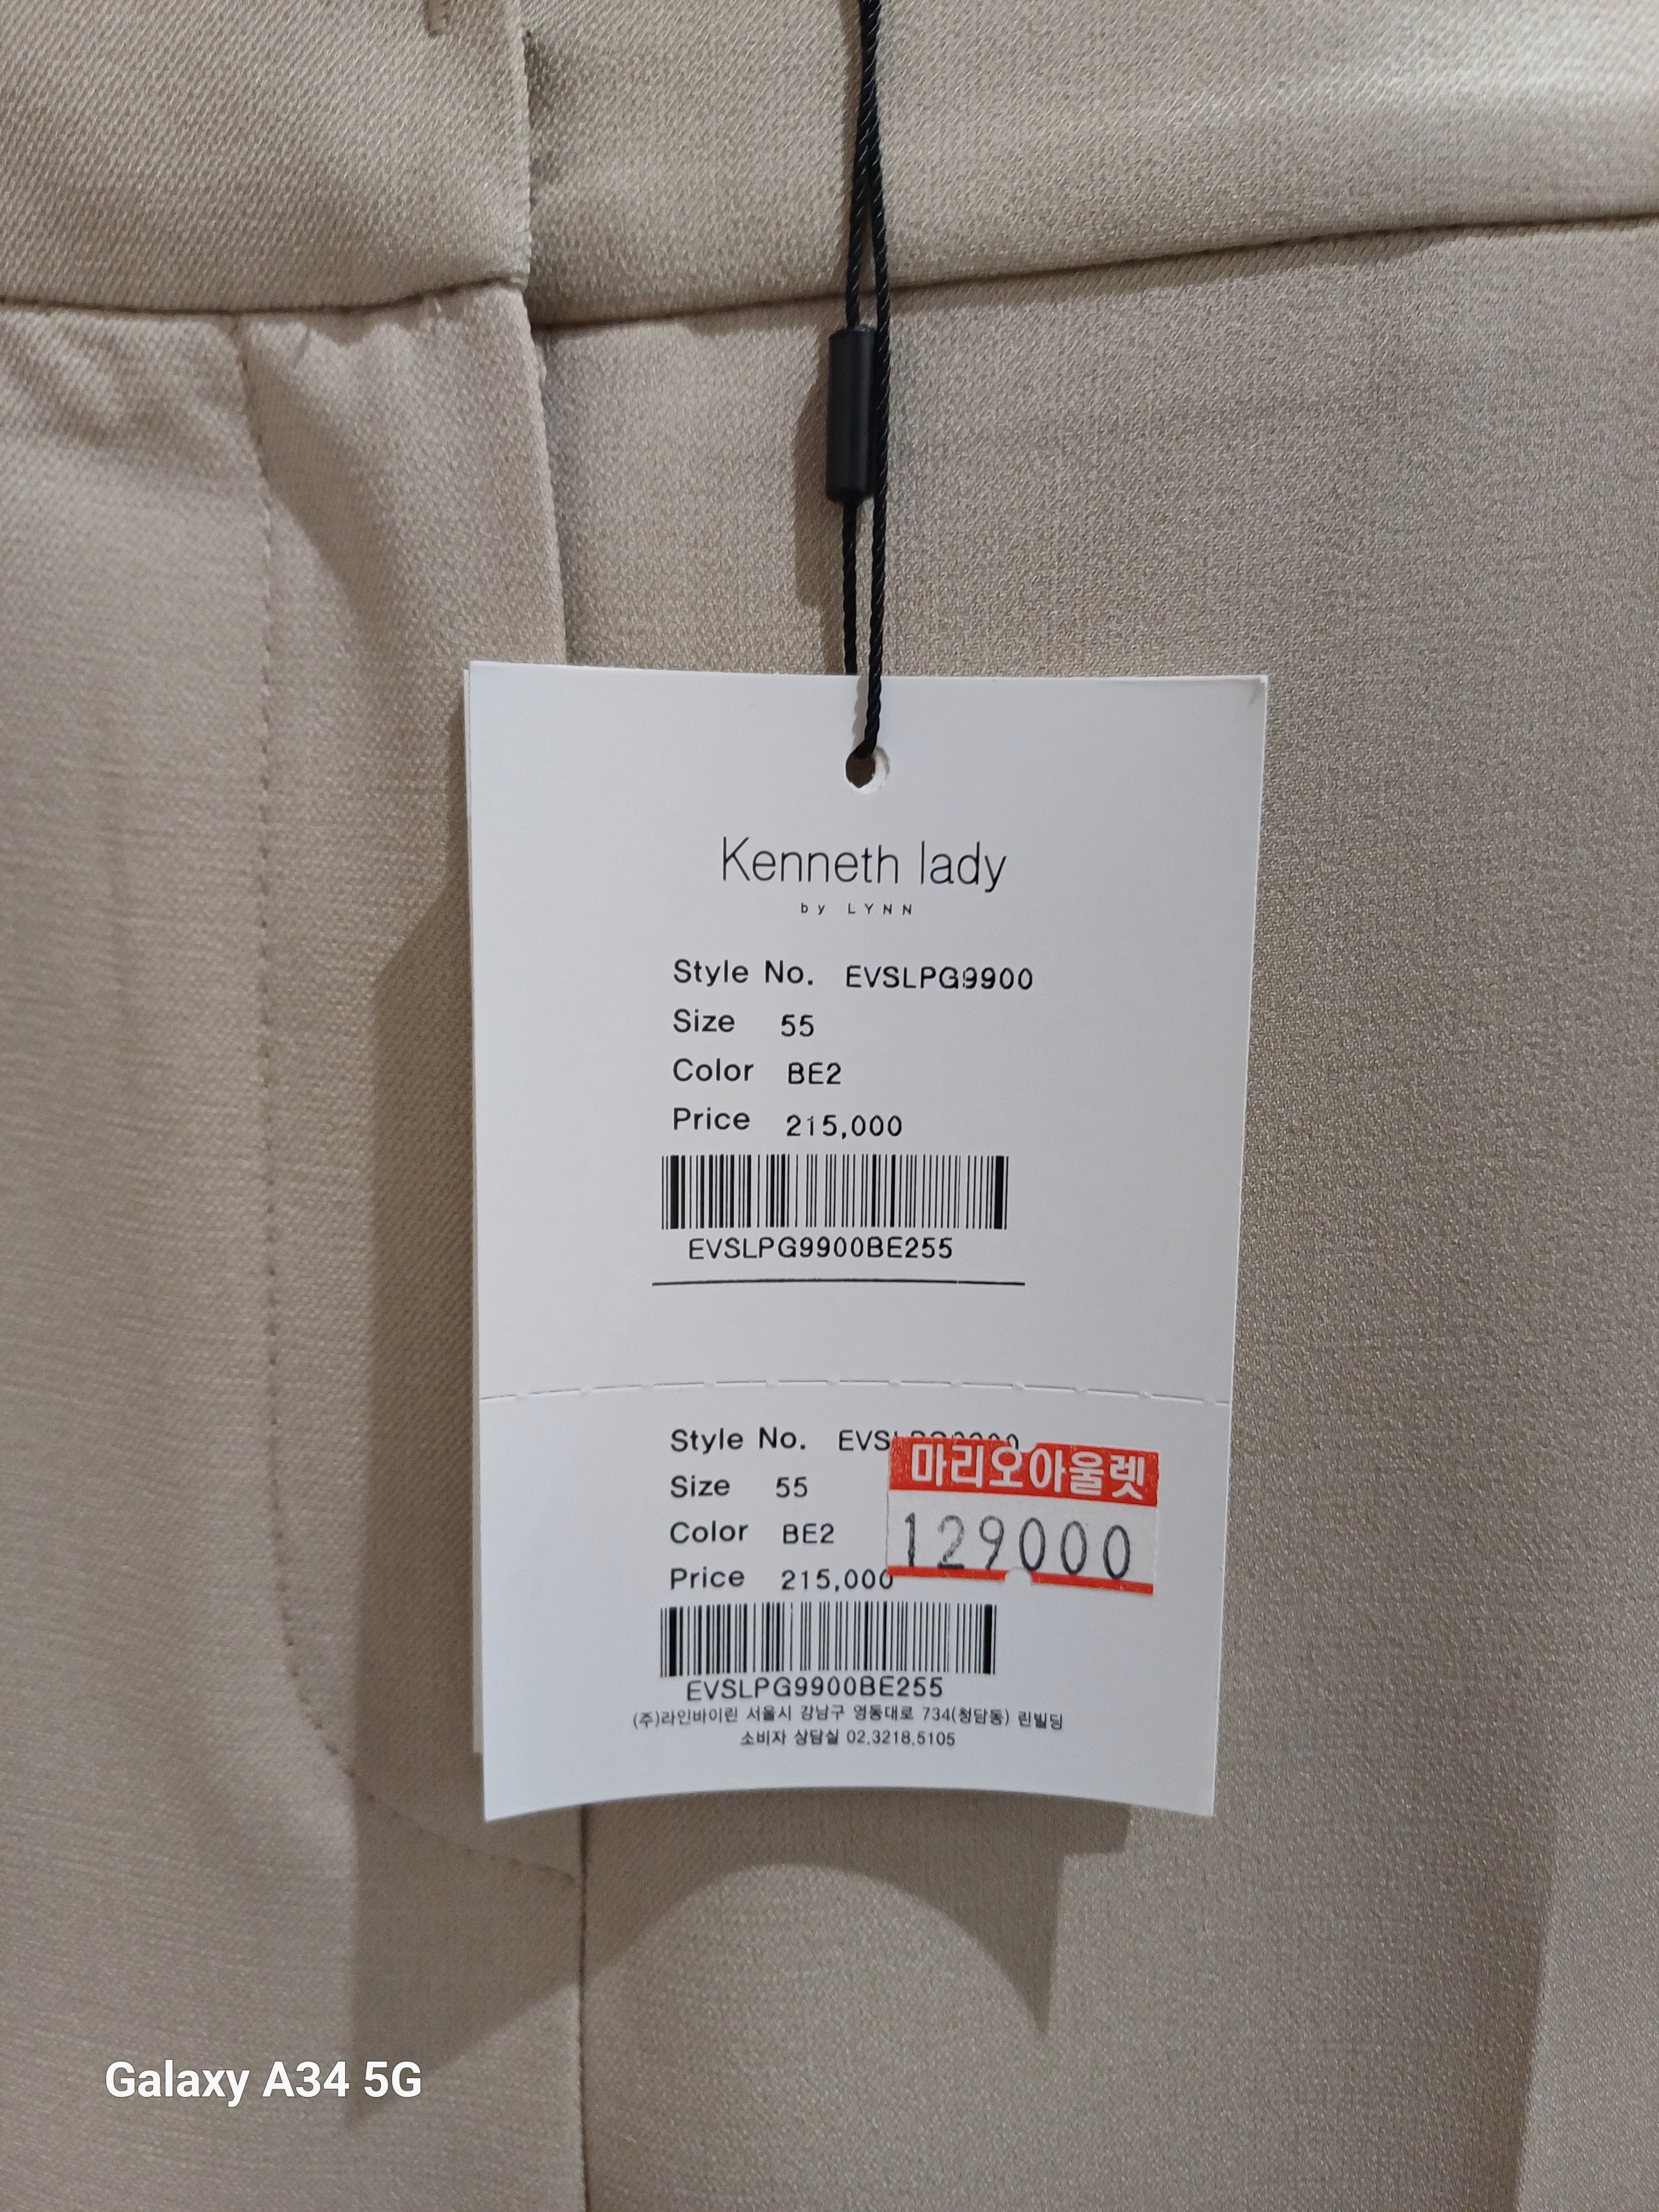 Kenneth lady
by LYNN
Style No. EVSLPG9900
Size 55
Color BE2
Price 215,000
EVSLPG9900BE255
Style No.
Size 55
Color BE2
Price 215,000
마리오아울렛
129000
EVSLPG9900BE255
(주)라인바이린 서울시 강남구 영동대로 734(청담동) 린빌딩
소비자 상담실 02.3218.5105
Galaxy A34 5G